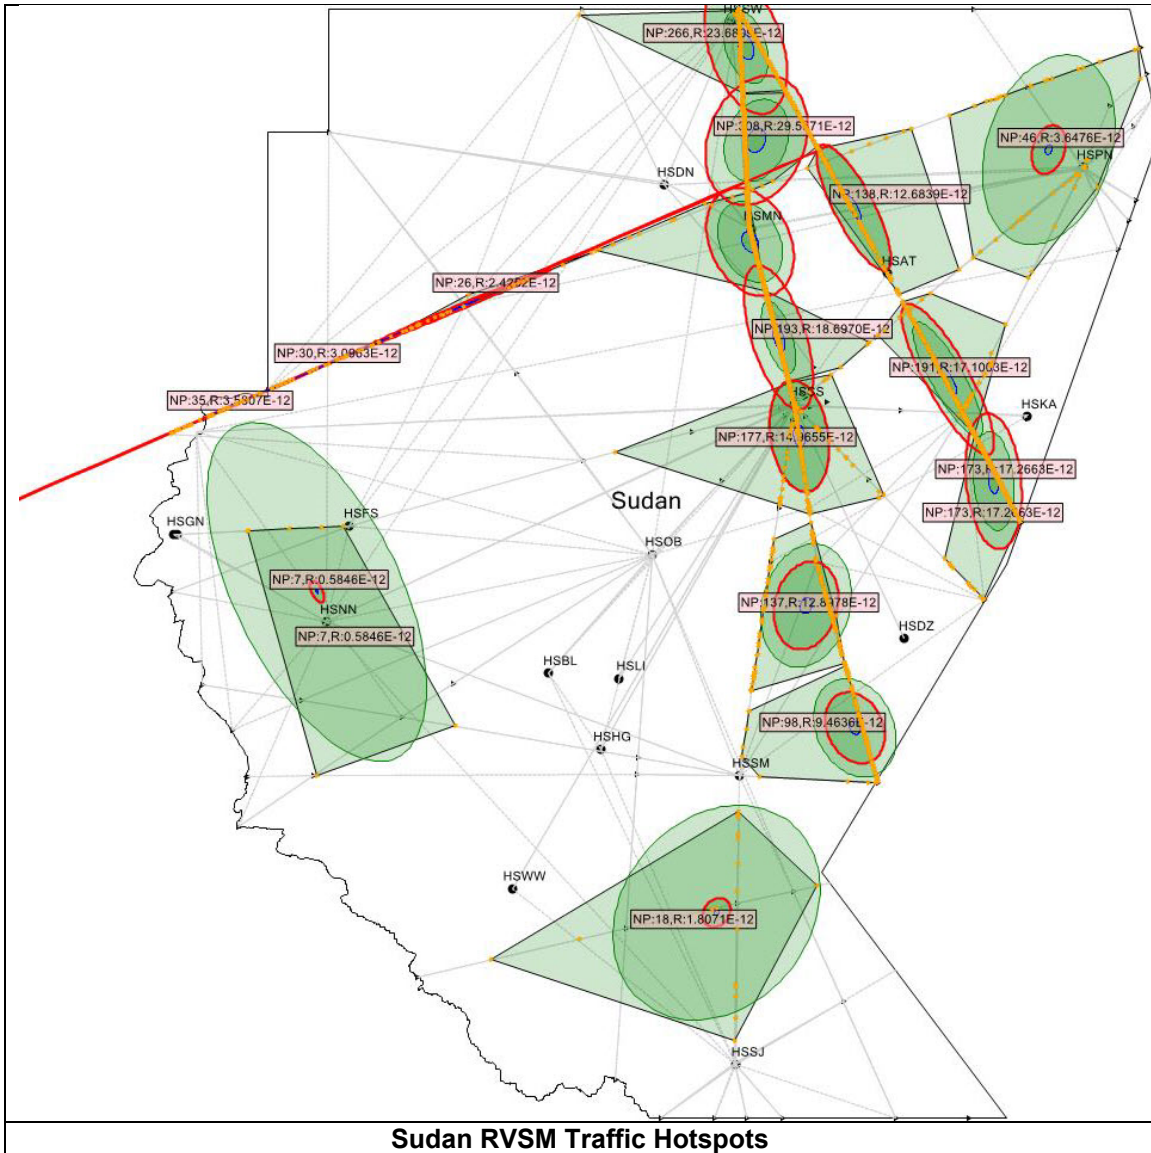 HSSW
NP:266,R:23.6809E-12
NP:308,R:29.5771E-12
NP:46,R:3.6476E-12
HSPN
HSDN
NP:138,R:12.6839E-12
HSMN
HSAT
NP:26,R:2.4252E-12
NP:193,R:18.6970E-12
NP:30,R:3.0963E-12
NP:191,R:17.1003E-12
NP:35,R:3.5807E-12
HSSS
HSKA
NP:177,R:14.9655E-12
NP:173,R:17.2663E-12
Sudan
NP:173,R:17.2663E-12
HSGN
HSFS
HSOB
NP:7,R:0.5846E-12
NP:137,R:12.8978E-12
HSNN
HSDZ
NP:7,R:0.5846E-12
HSBL
HSLI
NP:98,R:9.4636E-12
HSHG
HSSM
HSWW
NP:18,R:1.8071E-12
HSSJ
Sudan RVSM Traffic Hotspots